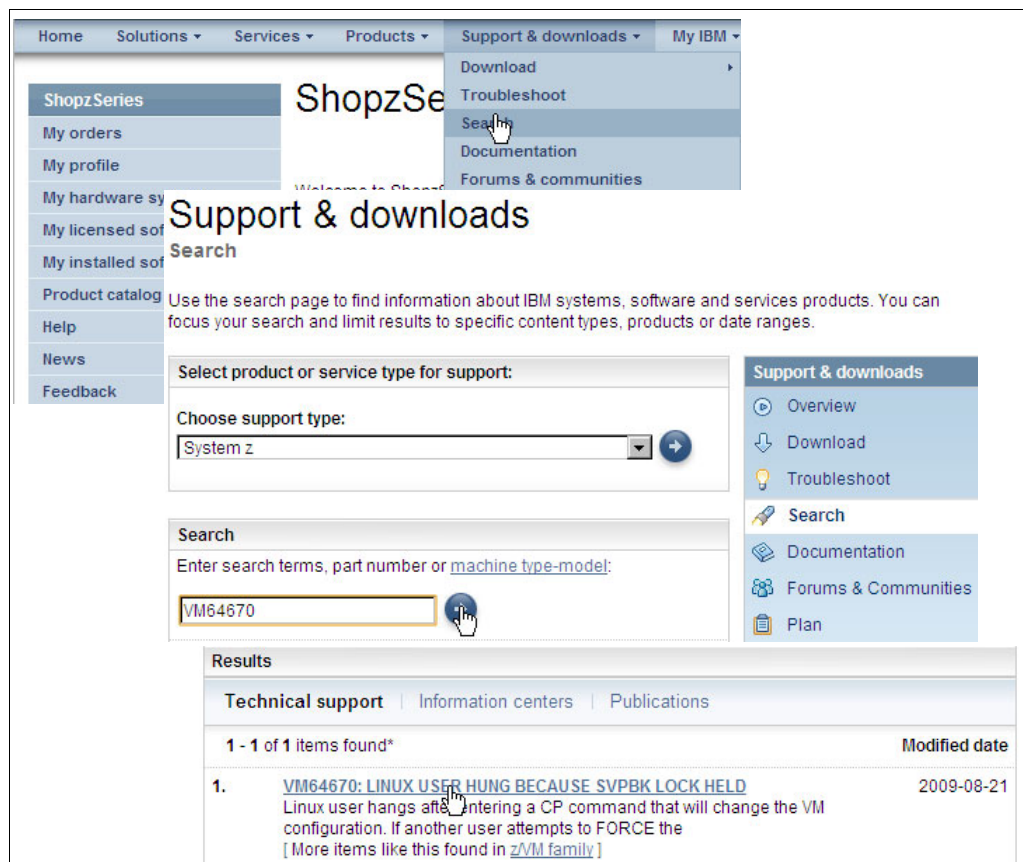 Home Solutions Services Products Support & downloads My IBM
Download
Troubleshoot
Search
Documentation
Forums & communities
ShopzSeries
My orders
My profile
My hardware sy
My licensed sof
My installed sof
Product catalog
Help
News
Feedback
ShopzSe
Welcome to
Support & downloads
Search
Use the search page to find information about IBM systems, software and services products. You can
focus your search and limit results to specific content types, products or date ranges.
Select product or service type for support:
Choose support type:
System z
Search
Enter search terms, part number or machine type-model:
VM64670
Support & downloads
Overview
Download
Troubleshoot
Search
Documentation
Forums & Communities
Plan
Results
Technical support | Information centers | Publications
1 - 1 of 1 items found* Modified date
1. VM64670: LINUX USER HUNG BECAUSE SVPBK LOCK HELD 2009-08-21
Linux user hangs after entering a CP command that will change the VM
configuration. If another user attempts to FORCE the
[ More items like this found in z/VM family ]